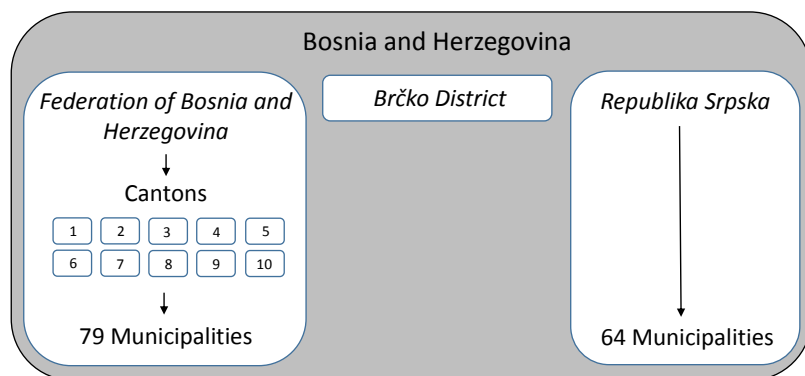 Bosnia and Herzegovina
Federation of Bosnia and
Herzegovina
Cantons
1 2 3 4 5
6 7 8 9 10
79 Municipalities
Brčko District
Republika Srpska
64 Municipalities